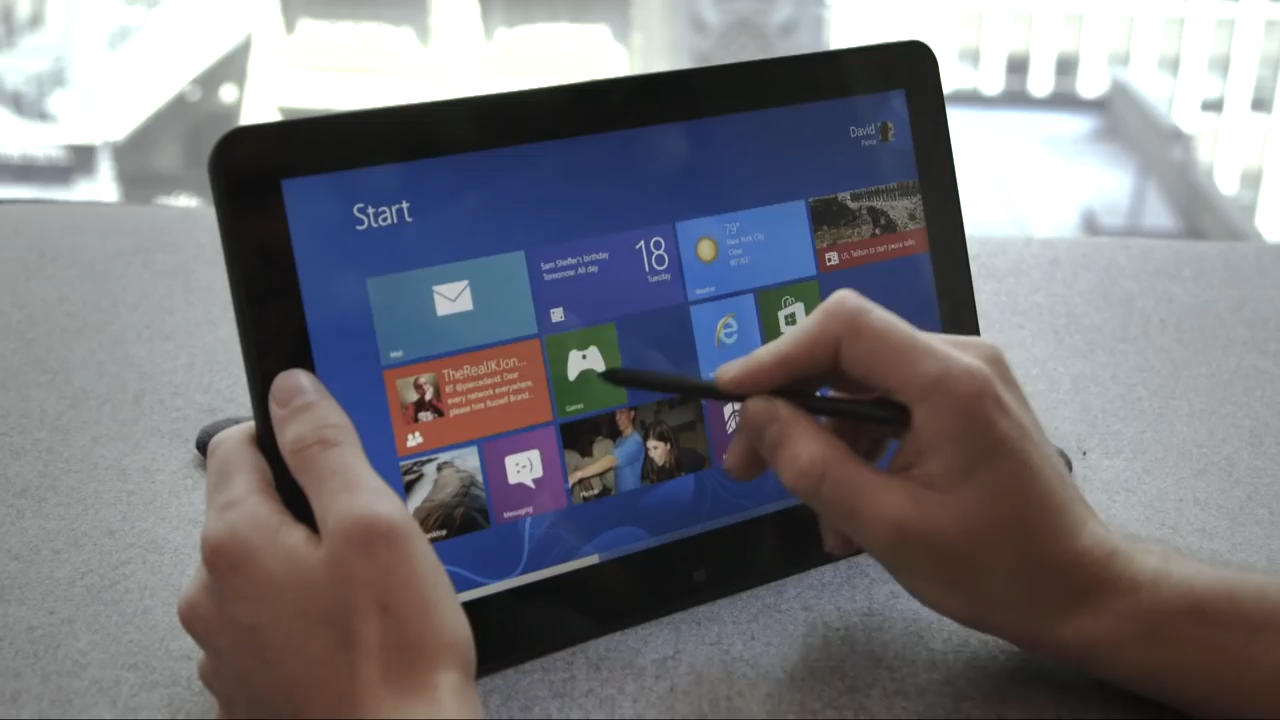 David
Pierce
Start
Mail
Sam Sheffer's birthday
Tomorrow: All day
18
Tuesday
79°
New York City
Clear
Weather
US, Taliban to start peace talks
TheRealJKJon...
RT @piercedavid: Dear
every network everywhere,
please hire Russell Brand...
Games
Messaging